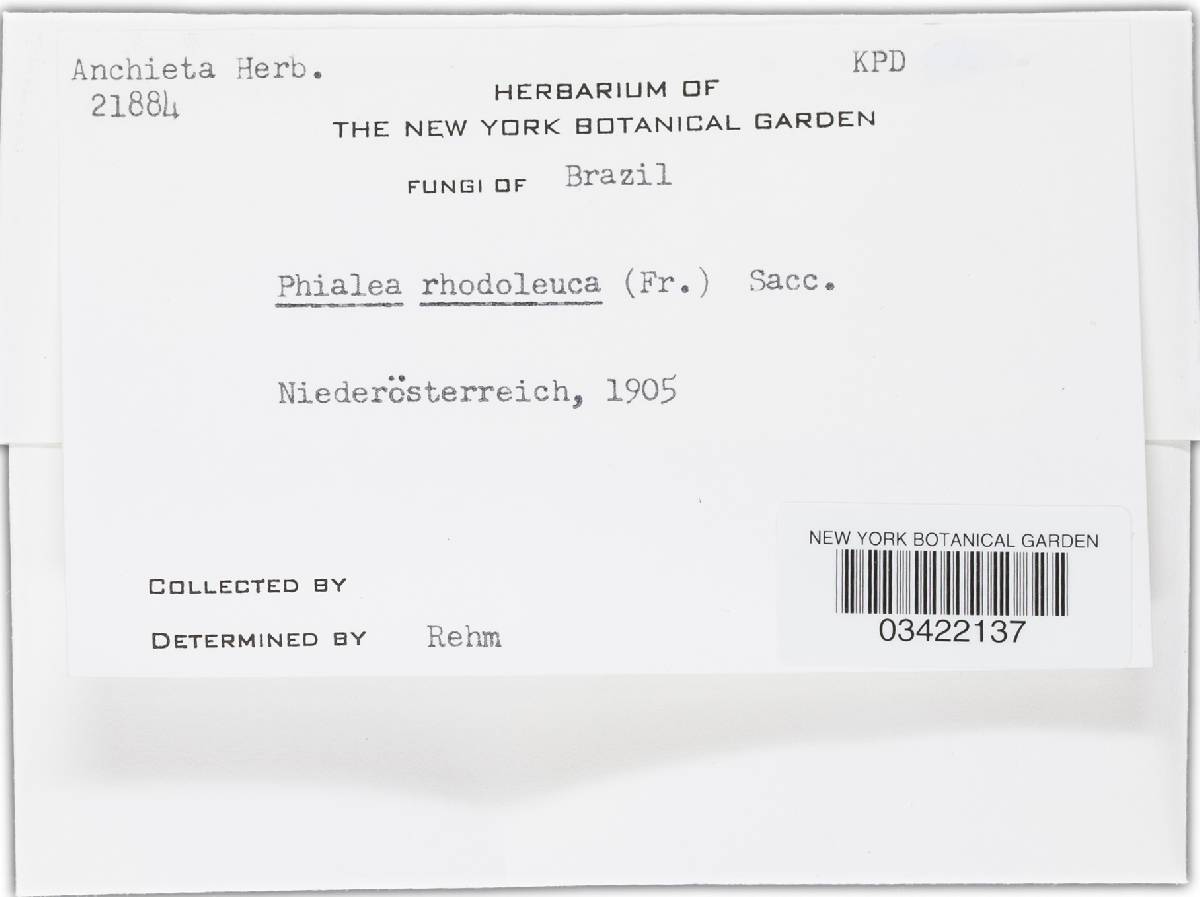 Anchieta Herb. KPD
21884
HERBARIUM OF
THE NEW YORK BOTANICAL GARDEN
FUNGI OF Brazil
Phialea rhodoleuca (Fr.) Sacc.
Niederösterreich, 1905
NEW YORK BOTANICAL GARDEN
03422137
COLLECTED BY
DETERMINED BY Rehm